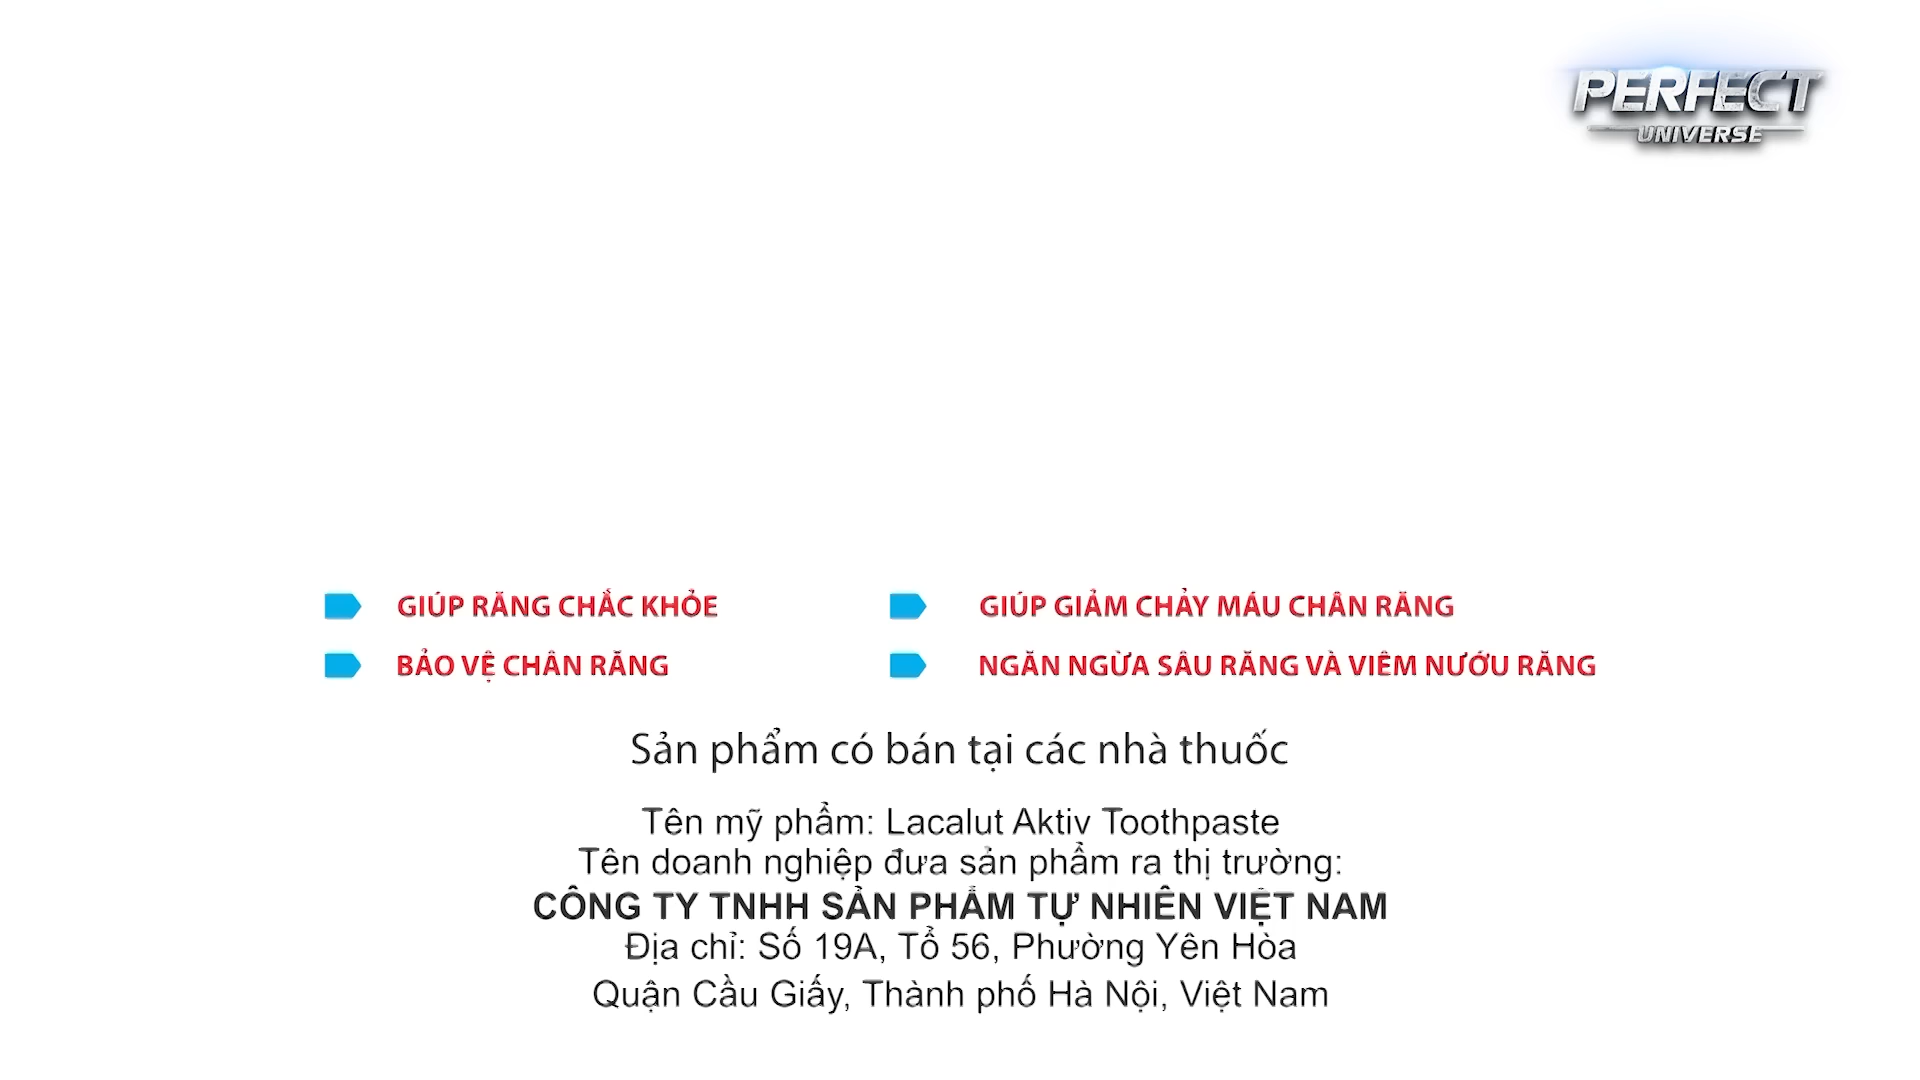 PERFECT
UNIVERSE
GIÚP RĂNG CHẮC KHỎE
GIÚP GIẢM CHẢY MÁU CHÂN RĂNG
BẢO VỆ CHÂN RĂNG
NGĂN NGỪA SÂU RĂNG VÀ VIÊM NƯỚU RĂNG
Sản phẩm có bán tại các nhà thuốc
Tên mỹ phẩm: Lacalut Aktiv Toothpaste
Tên doanh nghiệp đưa sản phẩm ra thị trường:
CÔNG TY TNHH SẢN PHẨM TỰ NHIÊN VIỆT NAM
Địa chỉ: Số 19A, Tổ 56, Phường Yên Hòa
Quận Cầu Giấy, Thành phố Hà Nội, Việt Nam